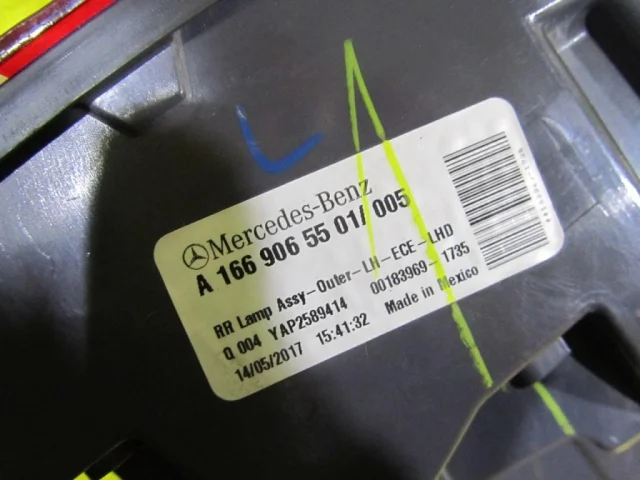 Mercedes-Benz
A 166 906 55 01/ 005
RR Lamp Assy-Outer-LH-ECE-LHD
Q 004 YAP2589414 00183969-1735
14/05/2017 15:41:32 Made in Mexico